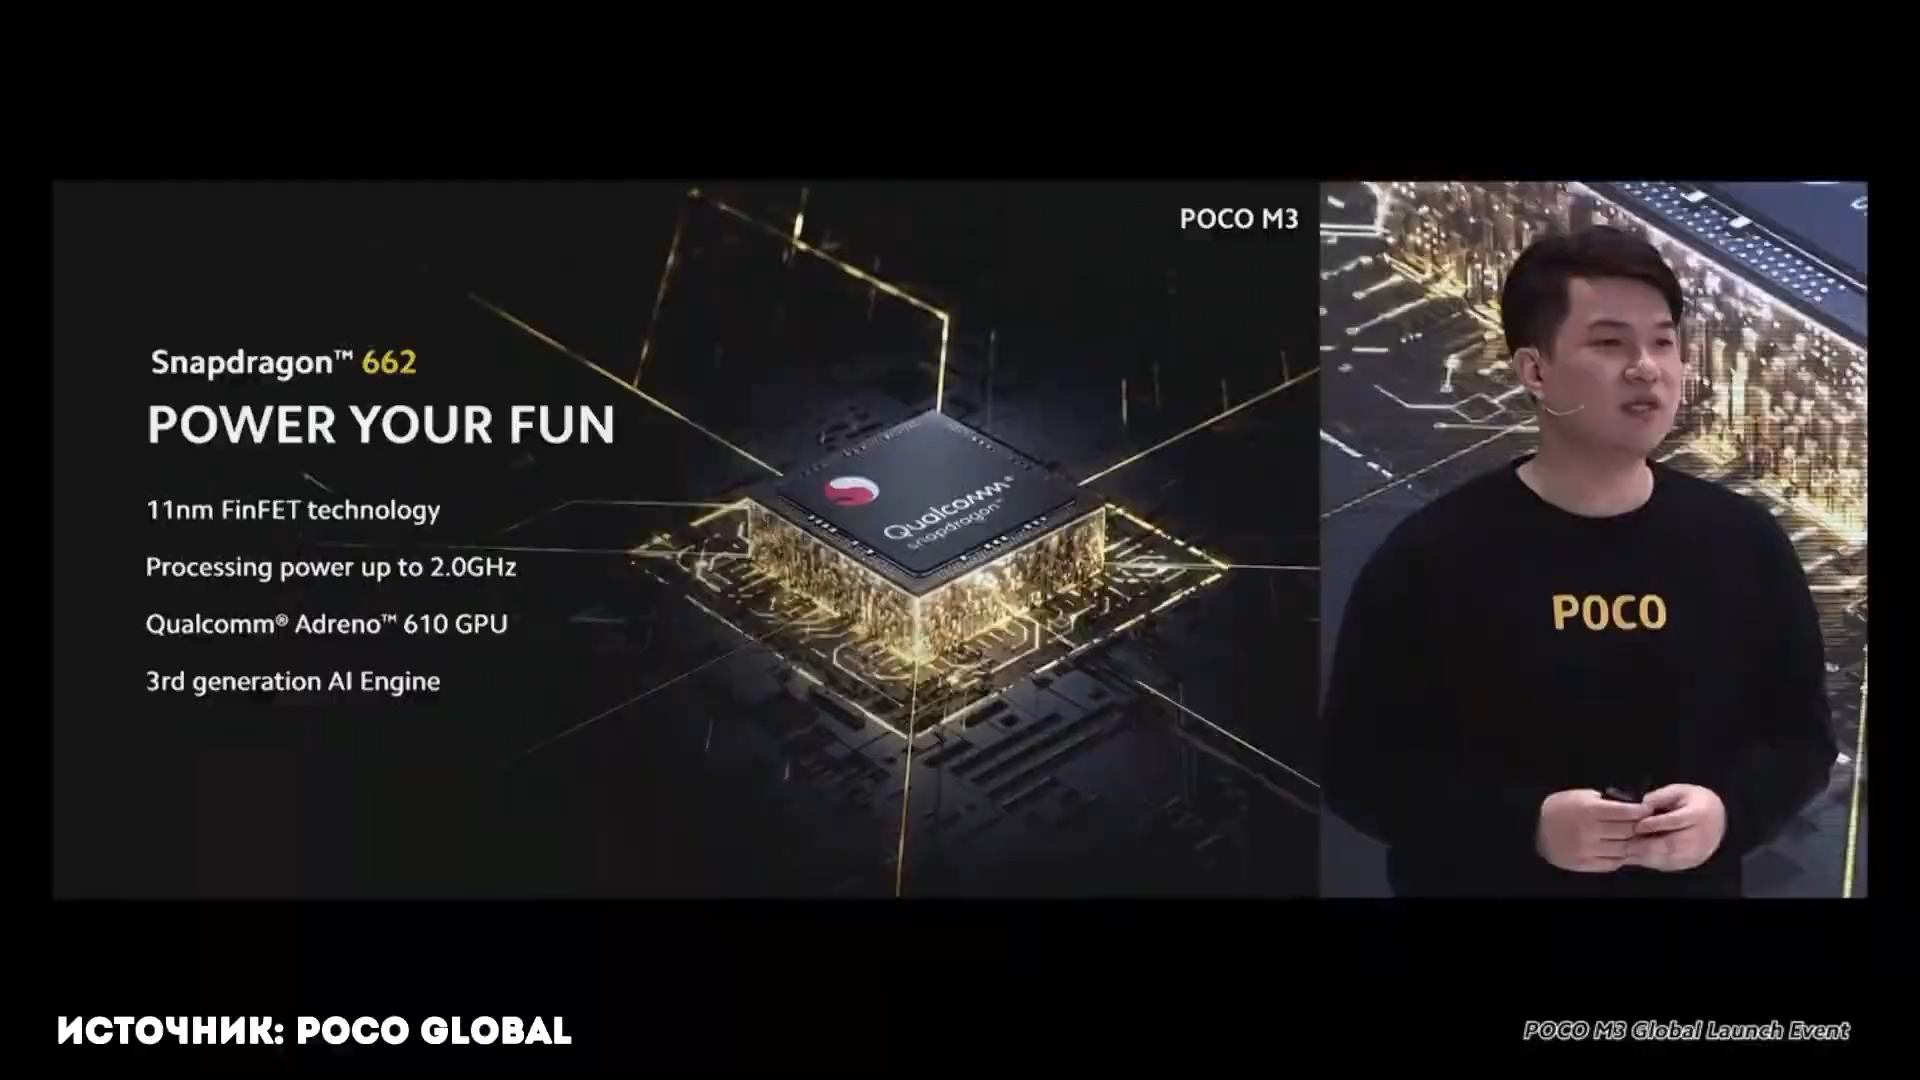 POCO M3
Snapdragon™ 662
POWER YOUR FUN
11nm FinFET technology
Processing power up to 2.0GHz
Qualcomm® Adreno™ 610 GPU
3rd generation AI Engine
Qualcomm®
snapdragon™
POCO
ИСТОЧНИК: POCO GLOBAL
POCO M3 Global Launch Event